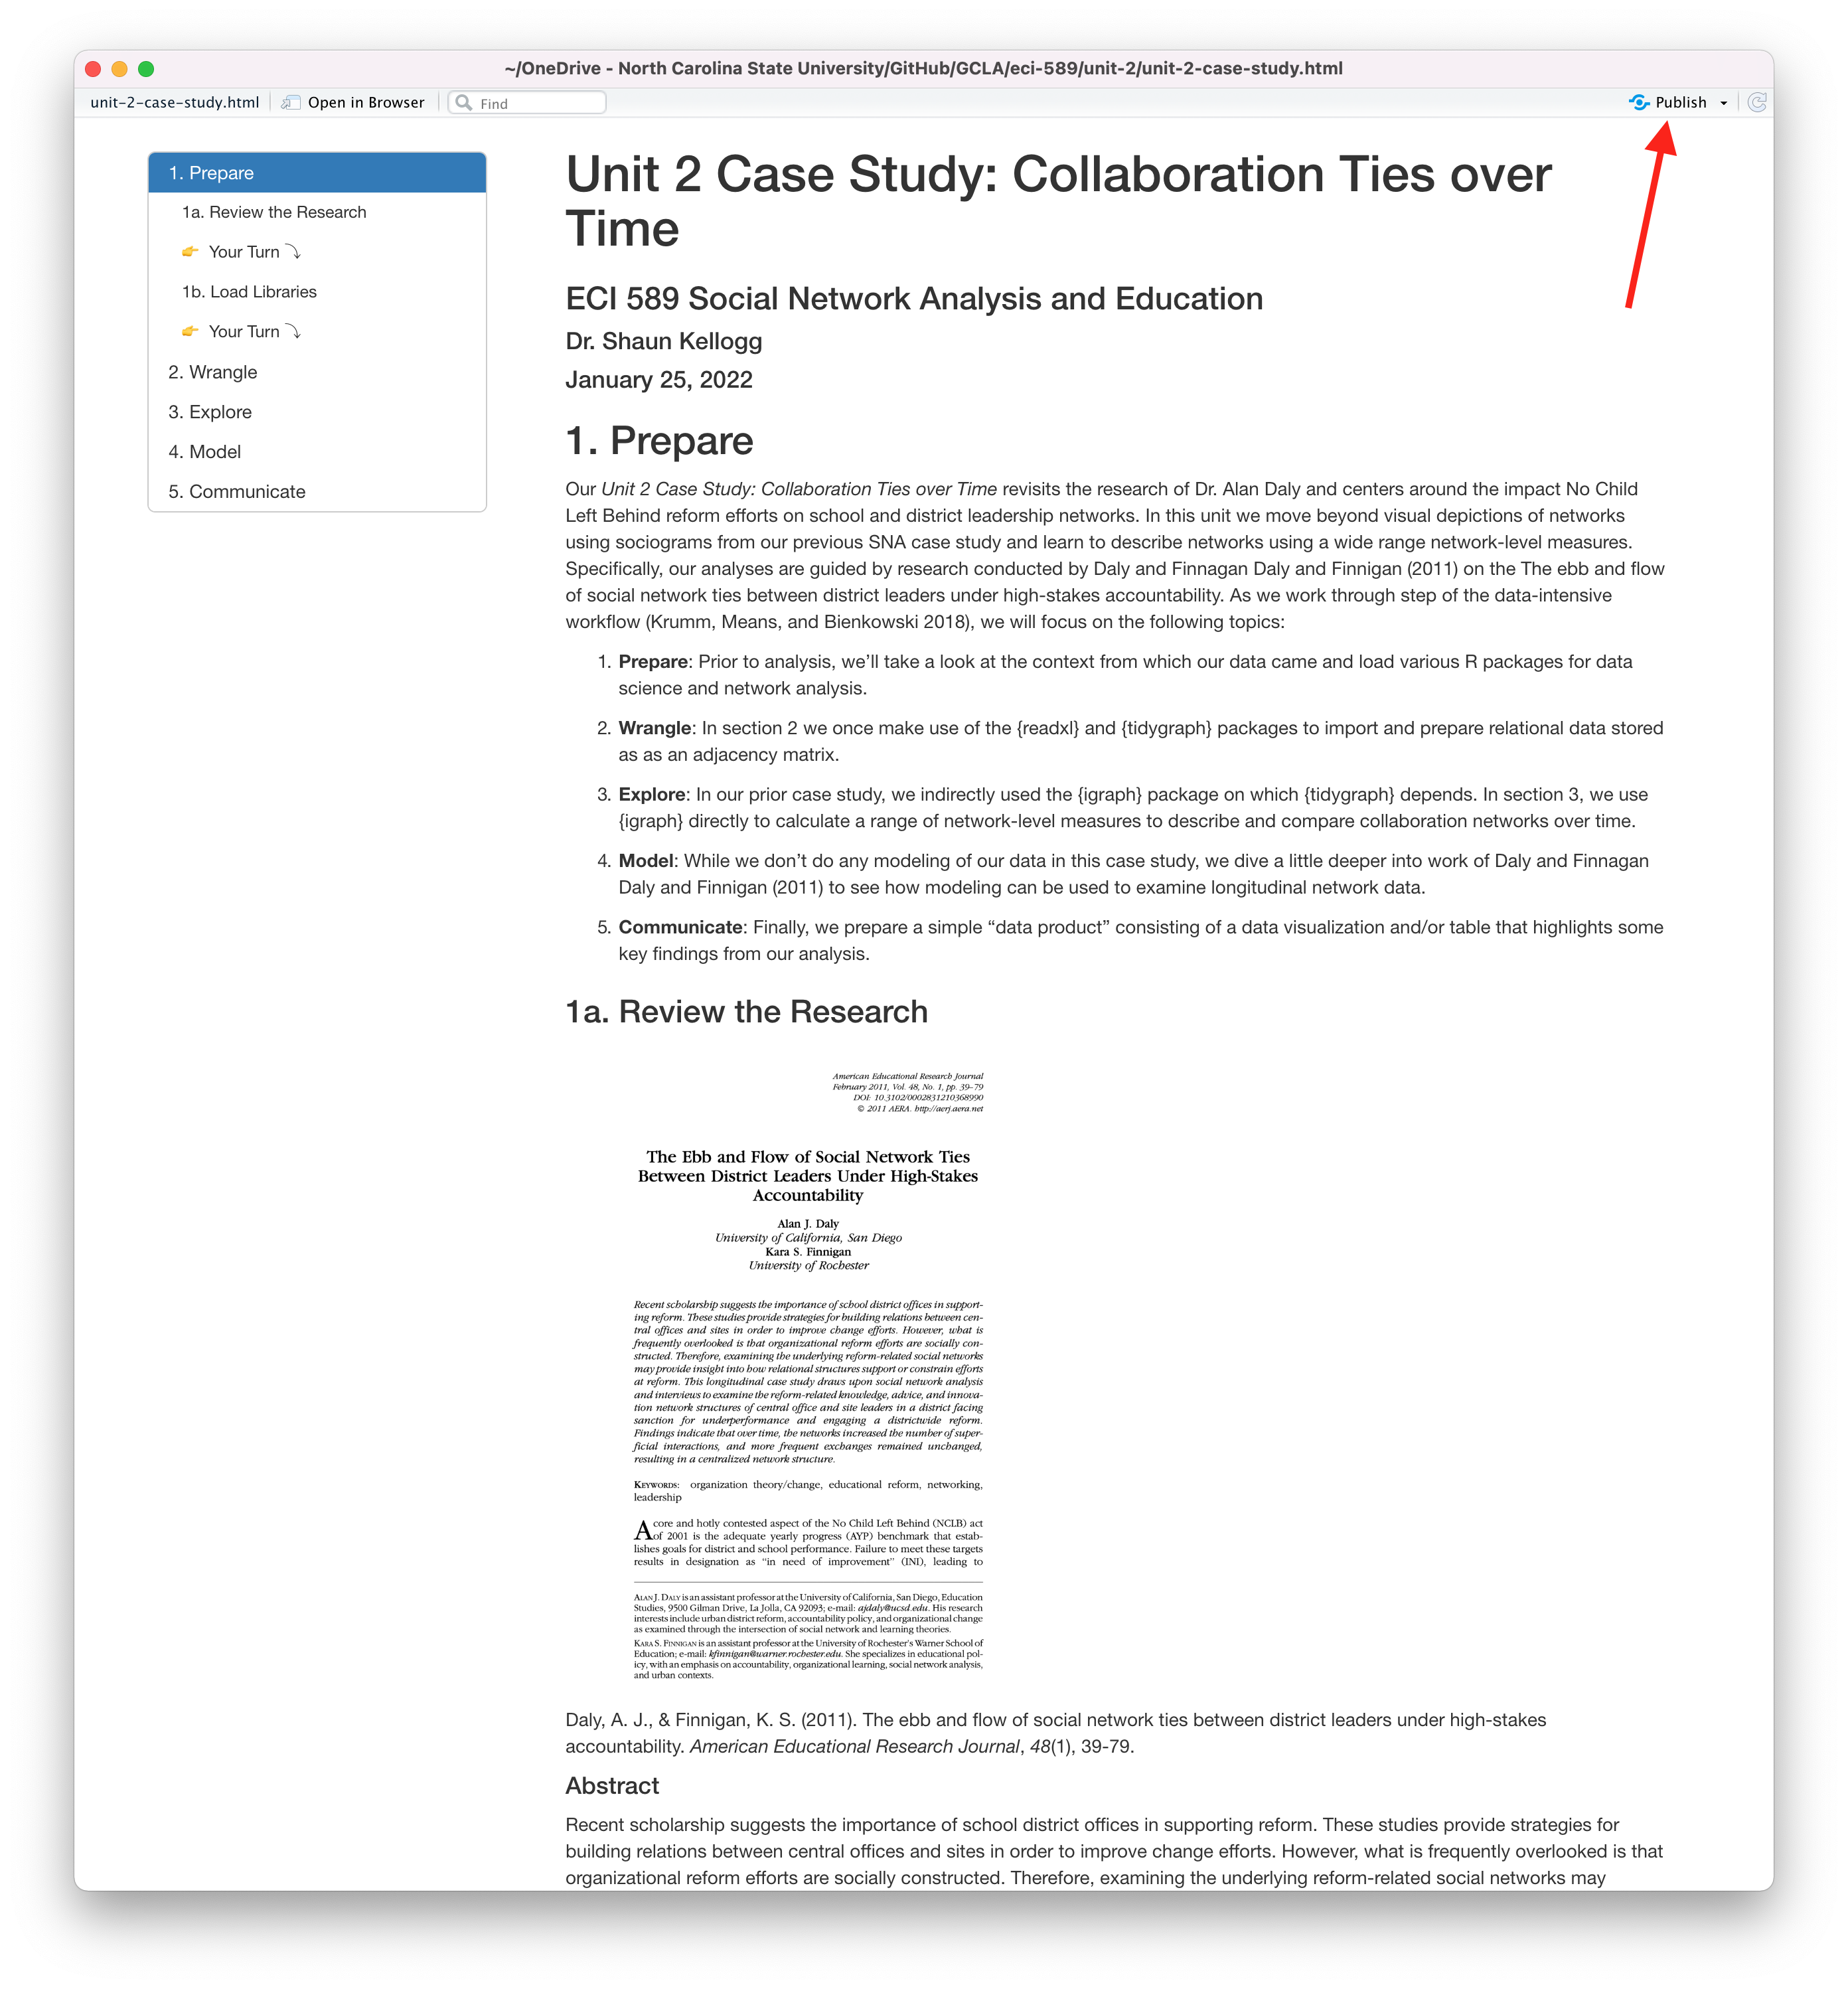 ~/OneDrive - North Carolina State University/GitHub/GCLA/eci-589/unit-2/unit-2-case-study.html
unit-2-case-study.html Open in Browser Find Publish
1. Prepare
1a. Review the Research
👉 Your Turn ⤵
1b. Load Libraries
👉 Your Turn ⤵
2. Wrangle
3. Explore
4. Model
5. Communicate
Unit 2 Case Study: Collaboration Ties over
Time
ECI 589 Social Network Analysis and Education
Dr. Shaun Kellogg
January 25, 2022
1. Prepare
Our Unit 2 Case Study: Collaboration Ties over Time revisits the research of Dr. Alan Daly and centers around the impact No Child
Left Behind reform efforts on school and district leadership networks. In this unit we move beyond visual depictions of networks
using sociograms from our previous SNA case study and learn to describe networks using a wide range network-level measures.
Specifically, our analyses are guided by research conducted by Daly and Finnagan Daly and Finnigan (2011) on the The ebb and flow
of social network ties between district leaders under high-stakes accountability. As we work through step of the data-intensive
workflow (Krumm, Means, and Bienkowski 2018), we will focus on the following topics:
1. Prepare: Prior to analysis, we’ll take a look at the context from which our data came and load various R packages for data
science and network analysis.
2. Wrangle: In section 2 we once make use of the {readxl} and {tidygraph} packages to import and prepare relational data stored
as as an adjacency matrix.
3. Explore: In our prior case study, we indirectly used the {igraph} package on which {tidygraph} depends. In section 3, we use
{igraph} directly to calculate a range of network-level measures to describe and compare collaboration networks over time.
4. Model: While we don’t do any modeling of our data in this case study, we dive a little deeper into work of Daly and Finnagan
Daly and Finnigan (2011) to see how modeling can be used to examine longitudinal network data.
5. Communicate: Finally, we prepare a simple “data product” consisting of a data visualization and/or table that highlights some
key findings from our analysis.
1a. Review the Research
American Educational Research Journal
February 2011, Vol. 48, No. 1, pp. 39–79
DOI: 10.3102/0002831210368990
© 2011 AERA. http://aerj.aera.net
The Ebb and Flow of Social Network Ties
Between District Leaders Under High-Stakes
Accountability
Alan J. Daly
University of California, San Diego
Kara S. Finnigan
University of Rochester
Recent scholarship suggests the importance of school district offices in support-
ing reform. These studies provide strategies for building relations between cen-
tral offices and sites in order to improve change efforts. However, what is
frequently overlooked is that organizational reform efforts are socially con-
structed. Therefore, examining the underlying reform-related social networks
may provide insight into how relational structures support or constrain efforts
at reform. This longitudinal case study draws upon social network analysis
and interviews to examine the reform-related knowledge, advice, and innova-
tion network structures of central office and site leaders in a district facing
sanction for underperformance and engaging a districtwide reform.
Findings indicate that over time, the networks increased the number of super-
ficial interactions, and more frequent exchanges remained unchanged,
resulting in a centralized network structure.
KEYWORDS: organization theory/change, educational reform, networking,
leadership
A core and hotly contested aspect of the No Child Left Behind (NCLB) act
of 2001 is the adequate yearly progress (AYP) benchmark that estab-
lishes goals for district and school performance. Failure to meet these targets
results in designation as “in need of improvement” (INI), leading to
ALAN J. DALY is an assistant professor at the University of California, San Diego, Education
Studies, 9500 Gilman Drive, La Jolla, CA 92093; e-mail: ajdaly@ucsd.edu. His research
interests include urban district reform, accountability policy, and organizational change
as examined through the intersection of social network and learning theories.
KARA S. FINNIGAN is an assistant professor at the University of Rochester's Warner School of
Education; e-mail: kfinnigan@warner.rochester.edu. She specializes in educational pol-
icy, with an emphasis on accountability, organizational learning, social network analysis,
and urban contexts.
Daly, A. J., & Finnigan, K. S. (2011). The ebb and flow of social network ties between district leaders under high-stakes
accountability. American Educational Research Journal, 48(1), 39-79.
Abstract
Recent scholarship suggests the importance of school district offices in supporting reform. These studies provide strategies for
building relations between central offices and sites in order to improve change efforts. However, what is frequently overlooked is that
organizational reform efforts are socially constructed. Therefore, examining the underlying reform-related social networks may